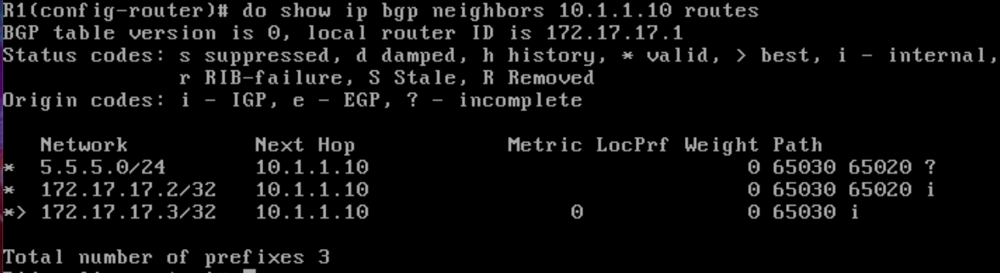 R1(config-router)# do show ip bgp neighbors 10.1.1.10 routes
BGP table version is 0, local router ID is 172.17.17.1
Status codes: s suppressed, d damped, h history, * valid, > best, i - internal,
              r RIB-failure, S Stale, R Removed
Origin codes: i - IGP, e - EGP, ? - incomplete

   Network          Next Hop            Metric LocPrf Weight Path
*  5.5.5.0/24       10.1.1.10                              0 65030 65020 ?
*  172.17.17.2/32   10.1.1.10                              0 65030 65020 i
*> 172.17.17.3/32   10.1.1.10                0             0 65030 i

Total number of prefixes 3